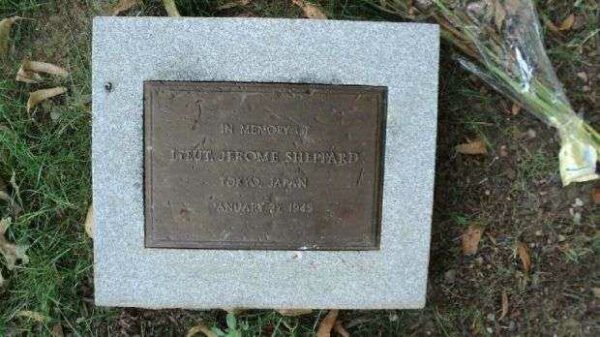 IN MEMORY OF
LIEUT. JEROME SHEPPARD
TOKYO, JAPAN
JANUARY 27, 1945